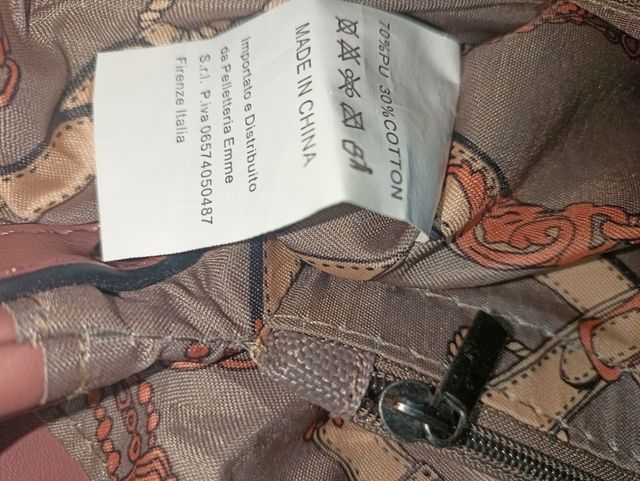 70%PU 30%COTTON
MADE IN CHINA
Importato e Distribuito
da Pelletteria Emme
S.r.l. P.iva 06574050487
Firenze Italia